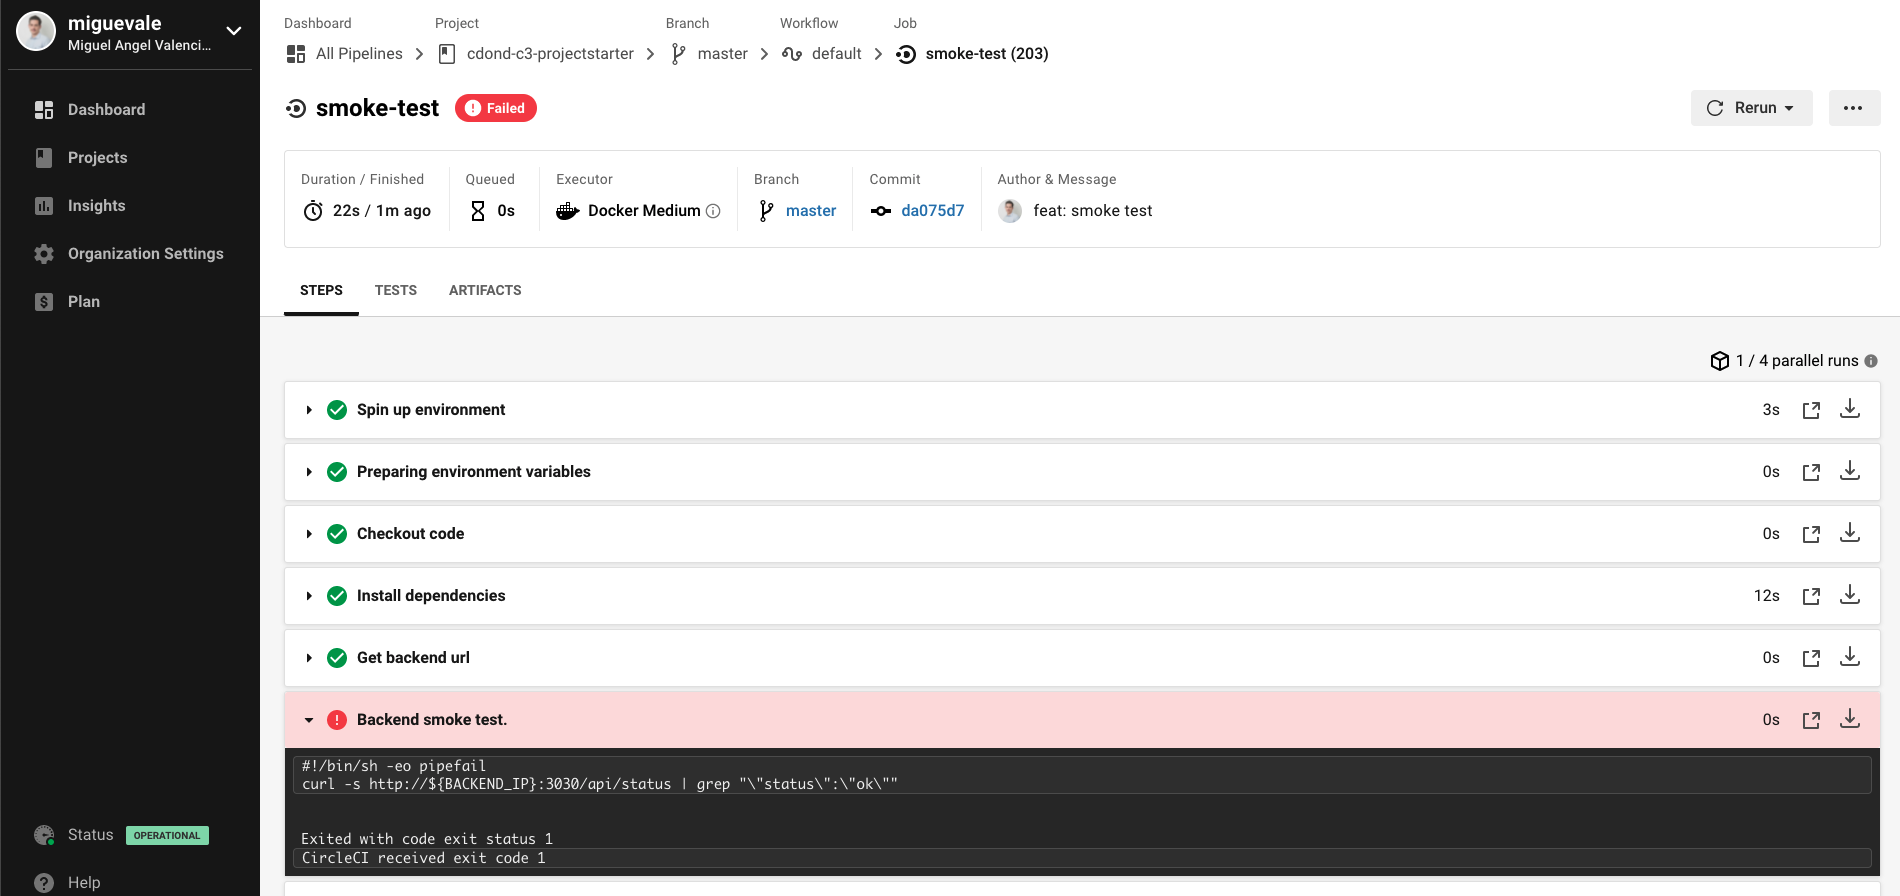 miguevale
Miguel Angel Valenci...
Dashboard
Projects
Insights
Organization Settings
Plan
Status OPERATIONAL
Help
Dashboard Project Branch Workflow Job
All Pipelines cdond-c3-projectstarter master default smoke-test (203)
smoke-test Failed
Rerun
Duration / Finished Queued Executor Branch Commit Author & Message
22s / 1m ago 0s Docker Medium master da075d7 feat: smoke test
STEPS TESTS ARTIFACTS
1 / 4 parallel runs
Spin up environment 3s
Preparing environment variables 0s
Checkout code 0s
Install dependencies 12s
Get backend url 0s
Backend smoke test. 0s
#!/bin/sh -eo pipefail
curl -s http://${BACKEND_IP}:3030/api/status | grep "\"status\":\"ok\""
Exited with code exit status 1
CircleCI received exit code 1